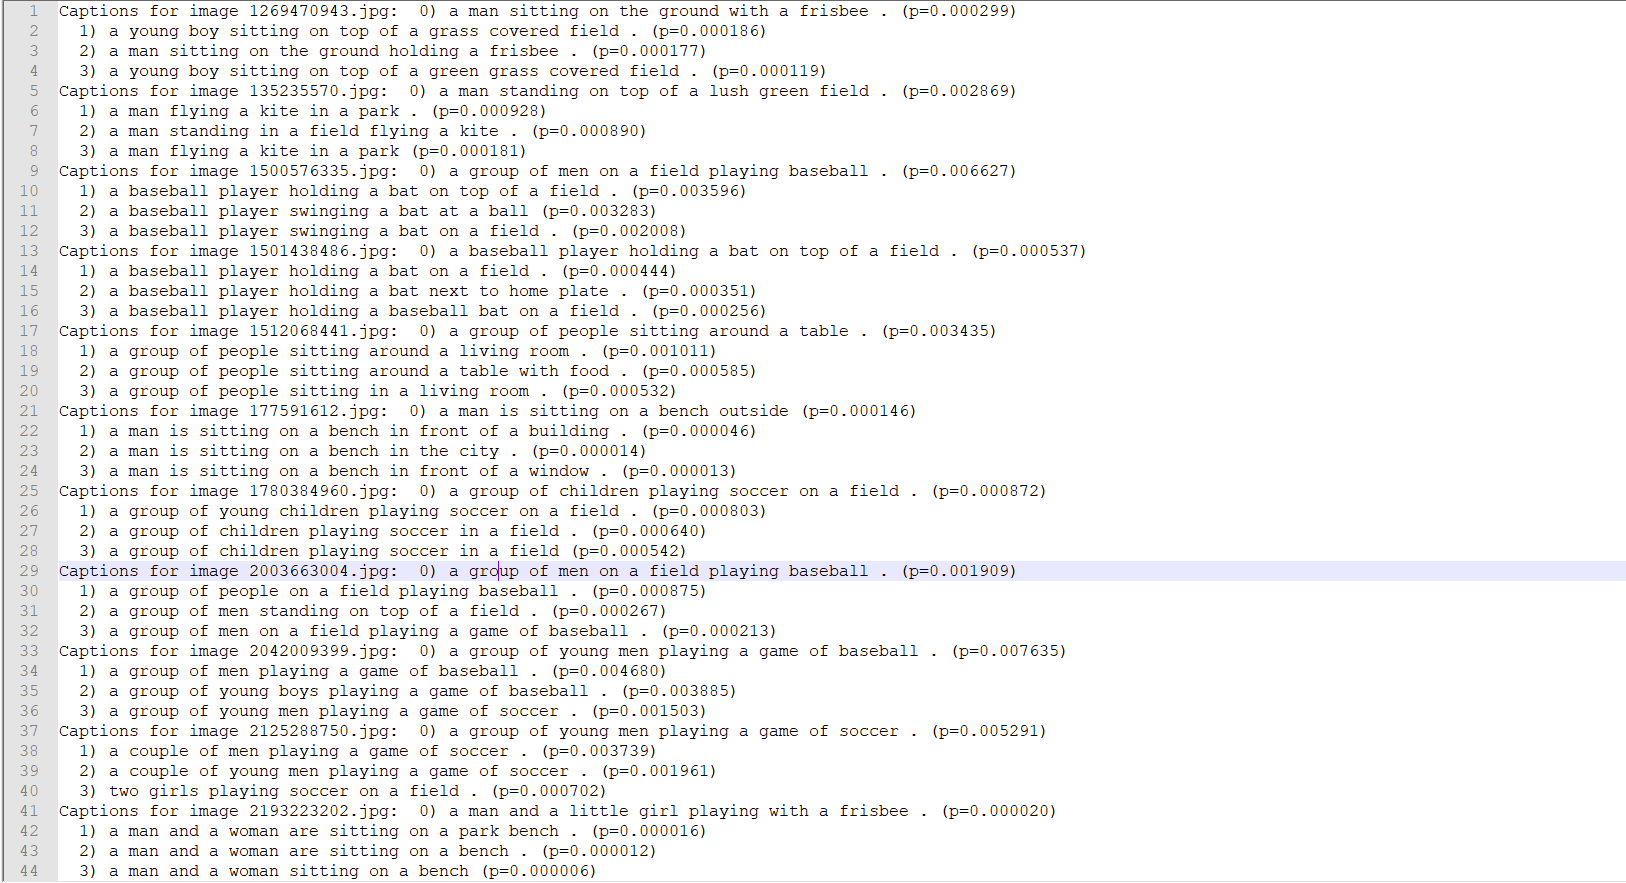 1 Captions for image 1269470943.jpg:  0) a man sitting on the ground with a frisbee . (p=0.000299)
2   1) a young boy sitting on top of a grass covered field . (p=0.000186)
3   2) a man sitting on the ground holding a frisbee . (p=0.000177)
4   3) a young boy sitting on top of a green grass covered field . (p=0.000119)
5 Captions for image 135235570.jpg:  0) a man standing on top of a lush green field . (p=0.002869)
6   1) a man flying a kite in a park . (p=0.000928)
7   2) a man standing in a field flying a kite . (p=0.000890)
8   3) a man flying a kite in a park (p=0.000181)
9 Captions for image 1500576335.jpg:  0) a group of men on a field playing baseball . (p=0.006627)
10   1) a baseball player holding a bat on top of a field . (p=0.003596)
11   2) a baseball player swinging a bat at a ball (p=0.003283)
12   3) a baseball player swinging a bat on a field . (p=0.002008)
13 Captions for image 1501438486.jpg:  0) a baseball player holding a bat on top of a field . (p=0.000537)
14   1) a baseball player holding a bat on a field . (p=0.000444)
15   2) a baseball player holding a bat next to home plate . (p=0.000351)
16   3) a baseball player holding a baseball bat on a field . (p=0.000256)
17 Captions for image 1512068441.jpg:  0) a group of people sitting around a table . (p=0.003435)
18   1) a group of people sitting around a living room . (p=0.001011)
19   2) a group of people sitting around a table with food . (p=0.000585)
20   3) a group of people sitting in a living room . (p=0.000532)
21 Captions for image 177591612.jpg:  0) a man is sitting on a bench outside (p=0.000146)
22   1) a man is sitting on a bench in front of a building . (p=0.000046)
23   2) a man is sitting on a bench in the city . (p=0.000014)
24   3) a man is sitting on a bench in front of a window . (p=0.000013)
25 Captions for image 1780384960.jpg:  0) a group of children playing soccer on a field . (p=0.000872)
26   1) a group of young children playing soccer on a field . (p=0.000803)
27   2) a group of children playing soccer in a field . (p=0.000640)
28   3) a group of children playing soccer in a field (p=0.000542)
29 Captions for image 2003663004.jpg:  0) a group of men on a field playing baseball . (p=0.001909)
30   1) a group of people on a field playing baseball . (p=0.000875)
31   2) a group of men standing on top of a field . (p=0.000267)
32   3) a group of men on a field playing a game of baseball . (p=0.000213)
33 Captions for image 2042009399.jpg:  0) a group of young men playing a game of baseball . (p=0.007635)
34   1) a group of men playing a game of baseball . (p=0.004680)
35   2) a group of young boys playing a game of baseball . (p=0.003885)
36   3) a group of young men playing a game of soccer . (p=0.001503)
37 Captions for image 2125288750.jpg:  0) a group of young men playing a game of soccer . (p=0.005291)
38   1) a couple of men playing a game of soccer . (p=0.003739)
39   2) a couple of young men playing a game of soccer . (p=0.001961)
40   3) two girls playing soccer on a field . (p=0.000702)
41 Captions for image 2193223202.jpg:  0) a man and a little girl playing with a frisbee . (p=0.000020)
42   1) a man and a woman are sitting on a park bench . (p=0.000016)
43   2) a man and a woman are sitting on a bench . (p=0.000012)
44   3) a man and a woman sitting on a bench (p=0.000006)